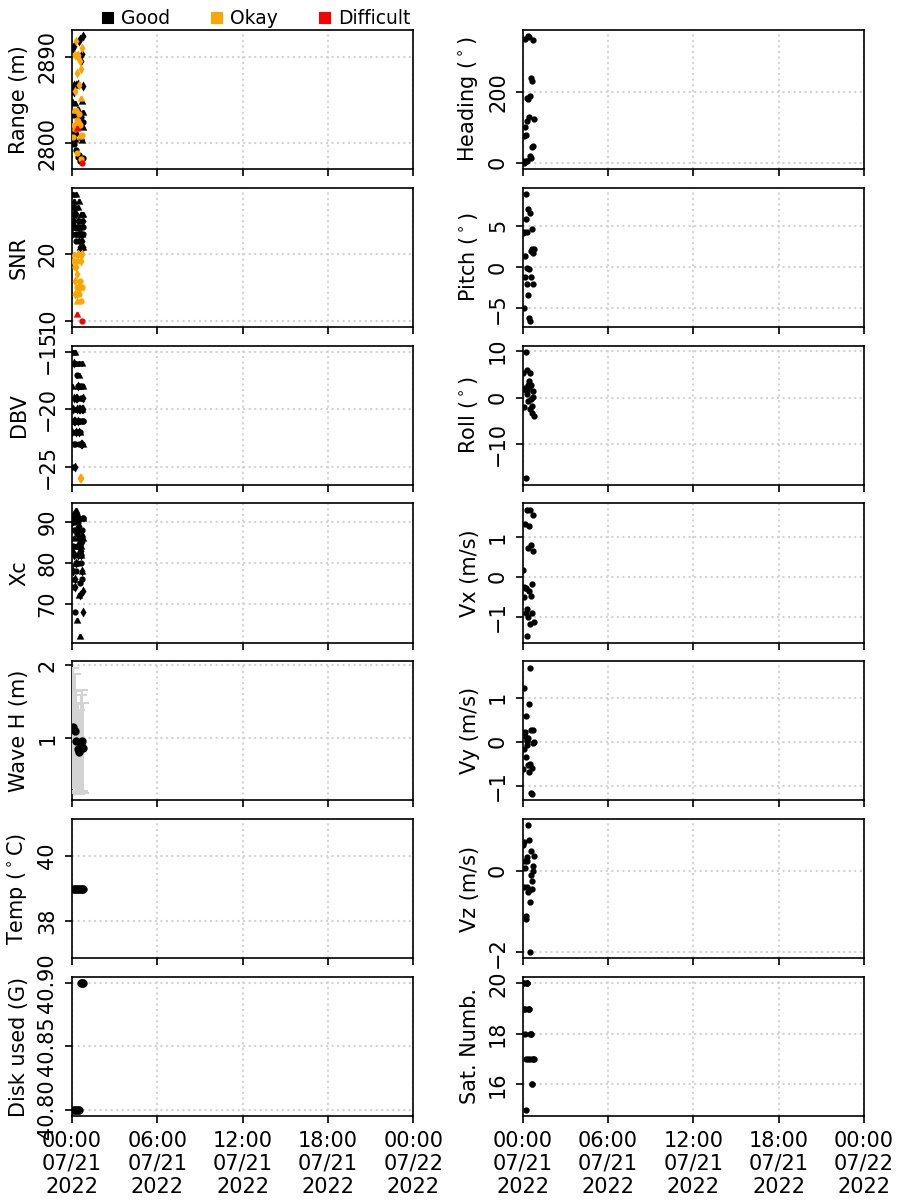 Good Okay Difficult
Range (m)
2890
2800
Heading (°)
200
0
SNR
20
10
Pitch (°)
5
0
−5
DBV
−15
−20
−25
Roll (°)
10
0
−10
Xc
90
80
70
Vx (m/s)
1
0
−1
Wave H (m)
2
1
Vy (m/s)
1
0
−1
Temp (°C)
40
38
Vz (m/s)
0
−2
Disk used (G)
40.90
40.85
40.80
Sat. Numb.
20
18
16
00:00 06:00 12:00 18:00 00:00
07/21 07/21 07/21 07/21 07/22
2022 2022 2022 2022 2022
00:00 06:00 12:00 18:00 00:00
07/21 07/21 07/21 07/21 07/22
2022 2022 2022 2022 2022